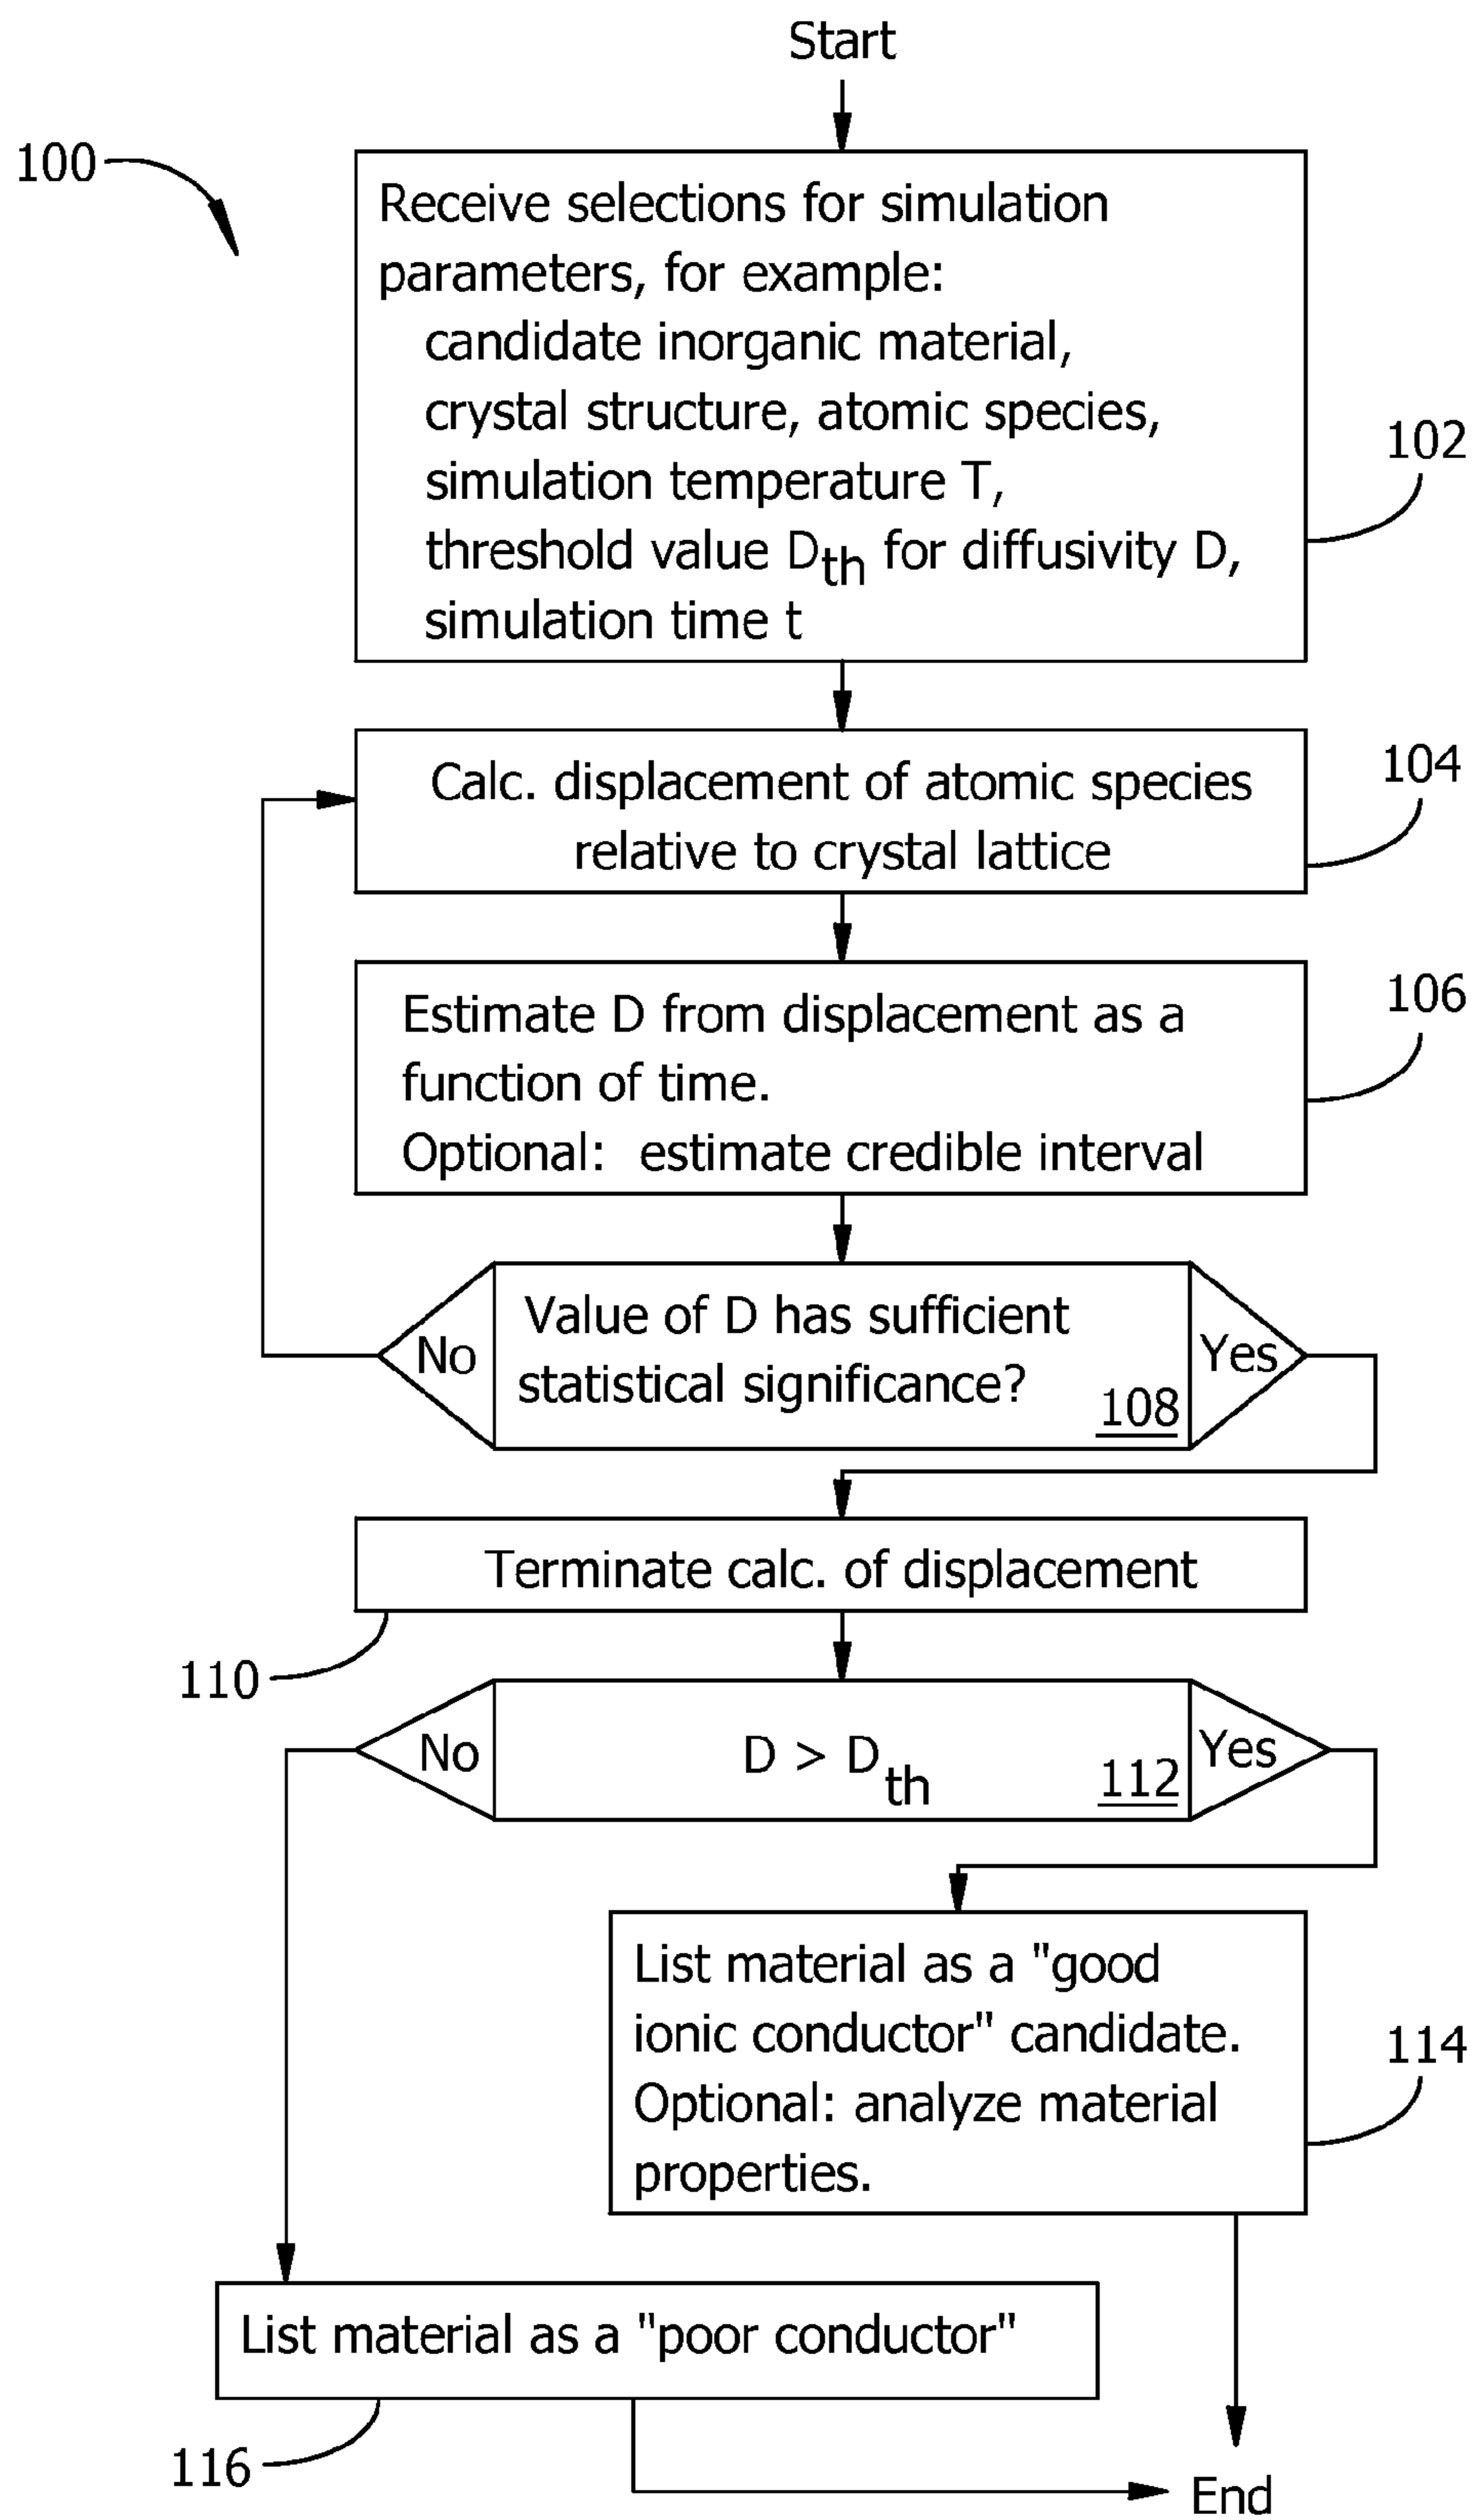 Start
100
Receive selections for simulation
parameters, for example:
candidate inorganic material,
crystal structure, atomic species,
simulation temperature T,
threshold value Dth for diffusivity D,
simulation time t
102
Calc. displacement of atomic species
relative to crystal lattice
104
Estimate D from displacement as a
function of time.
Optional: estimate credible interval
106
No
Value of D has sufficient
statistical significance?
108
Yes
Terminate calc. of displacement
110
No
D > Dth
112
Yes
List material as a "good
ionic conductor" candidate.
Optional: analyze material
properties.
114
List material as a "poor conductor"
116
End